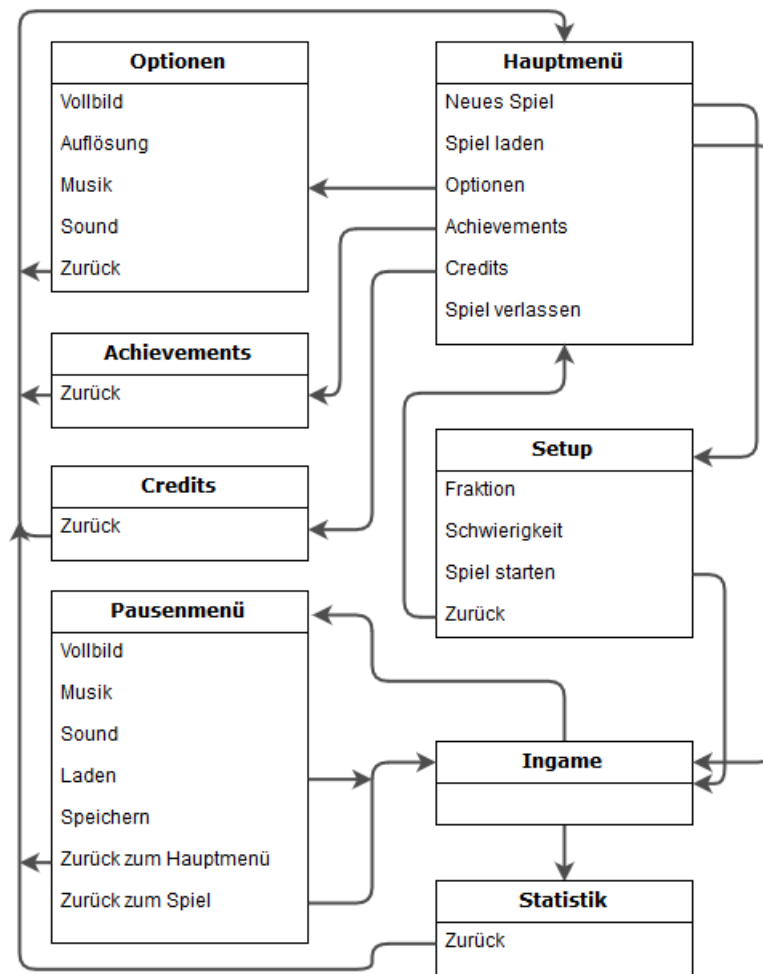 Optionen
Vollbild
Auflösung
Musik
Sound
Zurück
Hauptmenü
Neues Spiel
Spiel laden
Optionen
Achievements
Credits
Spiel verlassen
Achievements
Zurück
Setup
Fraktion
Schwierigkeit
Spiel starten
Zurück
Credits
Zurück
Pausenmenü
Vollbild
Musik
Sound
Laden
Speichern
Zurück zum Hauptmenü
Zurück zum Spiel
Ingame
Statistik
Zurück